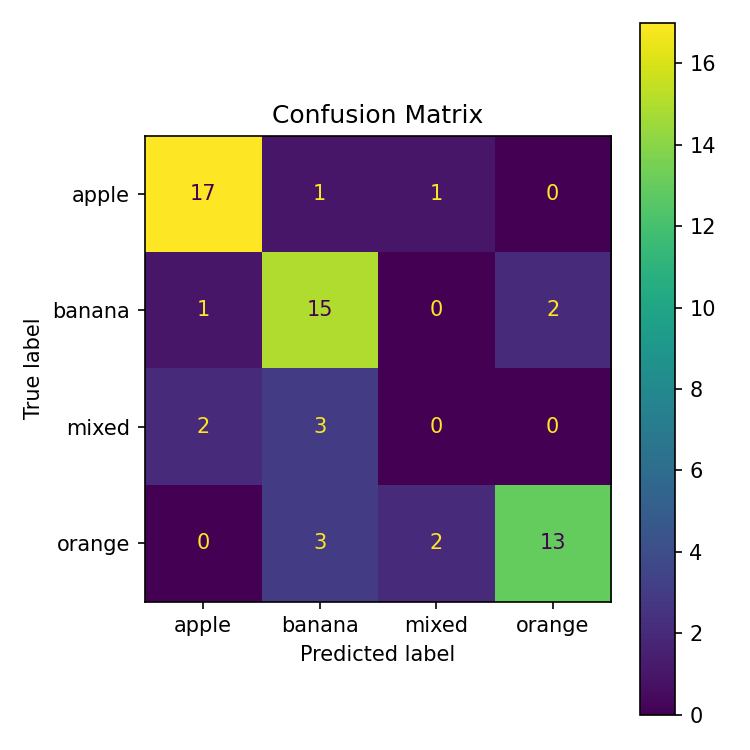 Confusion Matrix
True label
apple 17 1 1 0
banana 1 15 0 2
mixed 2 3 0 0
orange 0 3 2 13
apple banana mixed orange
Predicted label
16
14
12
10
8
6
4
2
0